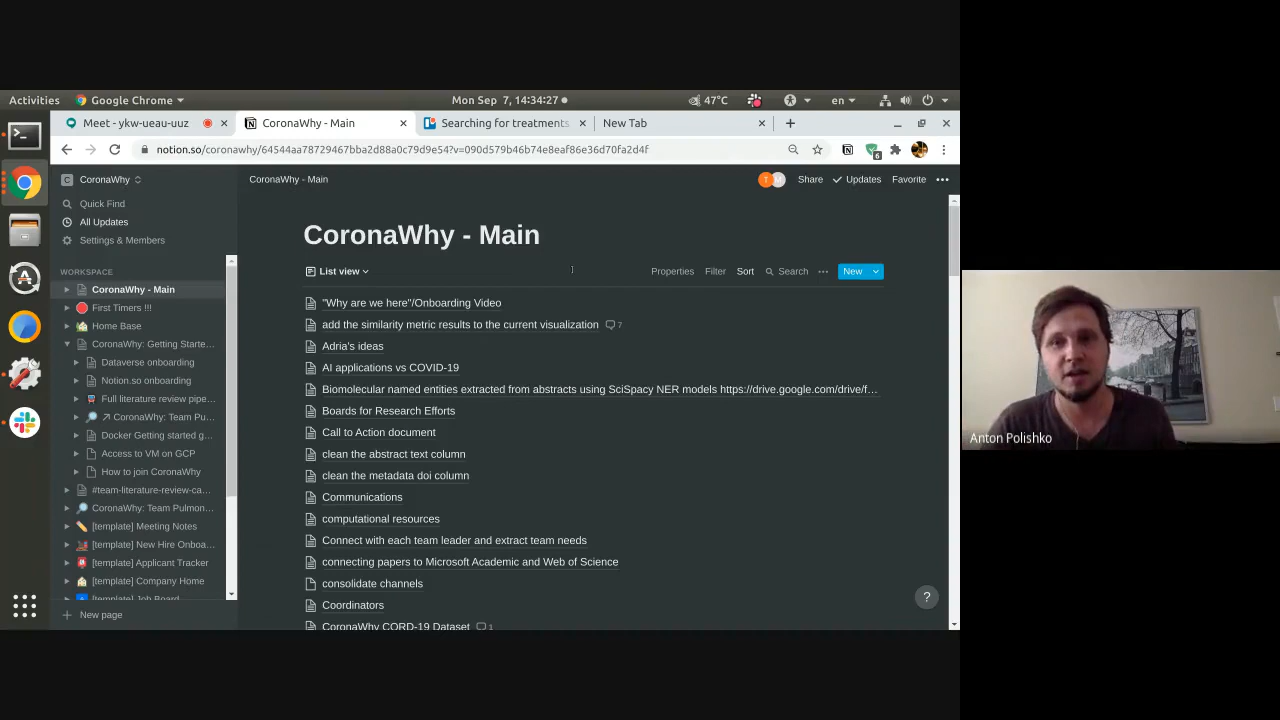 Activities Google Chrome Mon Sep 7, 14:34:27 47°C en
Meet - ykw-ueau-uuz CoronaWhy - Main Searching for treatments New Tab
notion.so/coronawhy/64544aa78729467bba2d88a0c79d9e54?v=090d579b46b74e8eaf86e36d70fa2d4f 6
C CoronaWhy CoronaWhy - Main T M Share Updates Favorite
Quick Find
All Updates
Settings & Members
WORKSPACE
CoronaWhy - Main
First Timers !!!
Home Base
CoronaWhy: Getting Starte...
Dataverse onboarding
Notion.so onboarding
Full literature review pipe...
↗ CoronaWhy: Team Pu...
Docker Getting started g...
Access to VM on GCP
How to join CoronaWhy
#team-literature-review-ca...
CoronaWhy: Team Pulmon...
[template] Meeting Notes
[template] New Hire Onboa...
[template] Applicant Tracker
[template] Company Home
[template] Job Board
New page
CoronaWhy - Main
List view Properties Filter Sort Search New
"Why are we here"/Onboarding Video
add the similarity metric results to the current visualization 7
Adria's ideas
AI applications vs COVID-19
Biomolecular named entities extracted from abstracts using SciSpacy NER models https://drive.google.com/drive/f...
Boards for Research Efforts
Call to Action document
clean the abstract text column
clean the metadata doi column
Communications
computational resources
Connect with each team leader and extract team needs
connecting papers to Microsoft Academic and Web of Science
consolidate channels
Coordinators
CoronaWhy CORD-19 Dataset 1
?
Anton Polishko